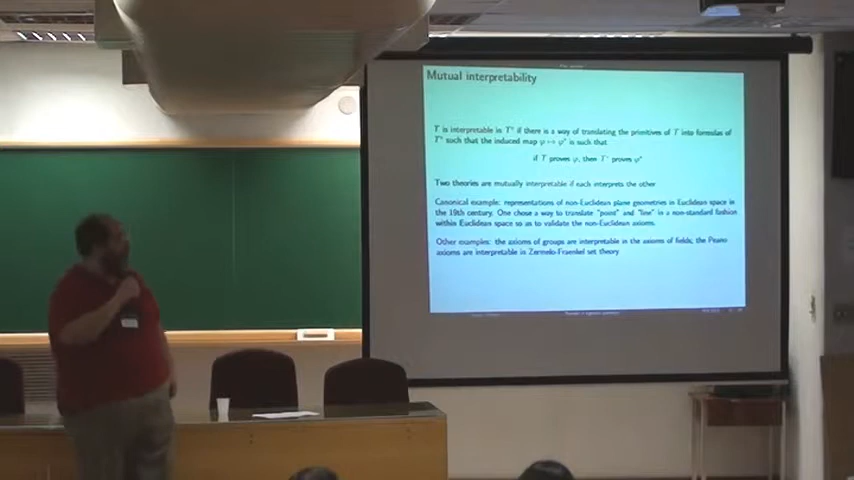 Mutual interpretability
T is interpretable in T* if there is a way of translating the primitives of T into formulas of
T* such that the induced map φ ↦ φ* is such that
if T proves φ, then T* proves φ*
Two theories are mutually interpretable if each interprets the other
Canonical example: representations of non-Euclidean plane geometries in Euclidean space in
the 19th century. One chose a way to translate "point" and "line" in a non-standard fashion
within Euclidean space so as to validate the non-Euclidean axioms.
Other examples: the axioms of groups are interpretable in the axioms of fields; the Peano
axioms are interpretable in Zermelo-Fraenkel set theory